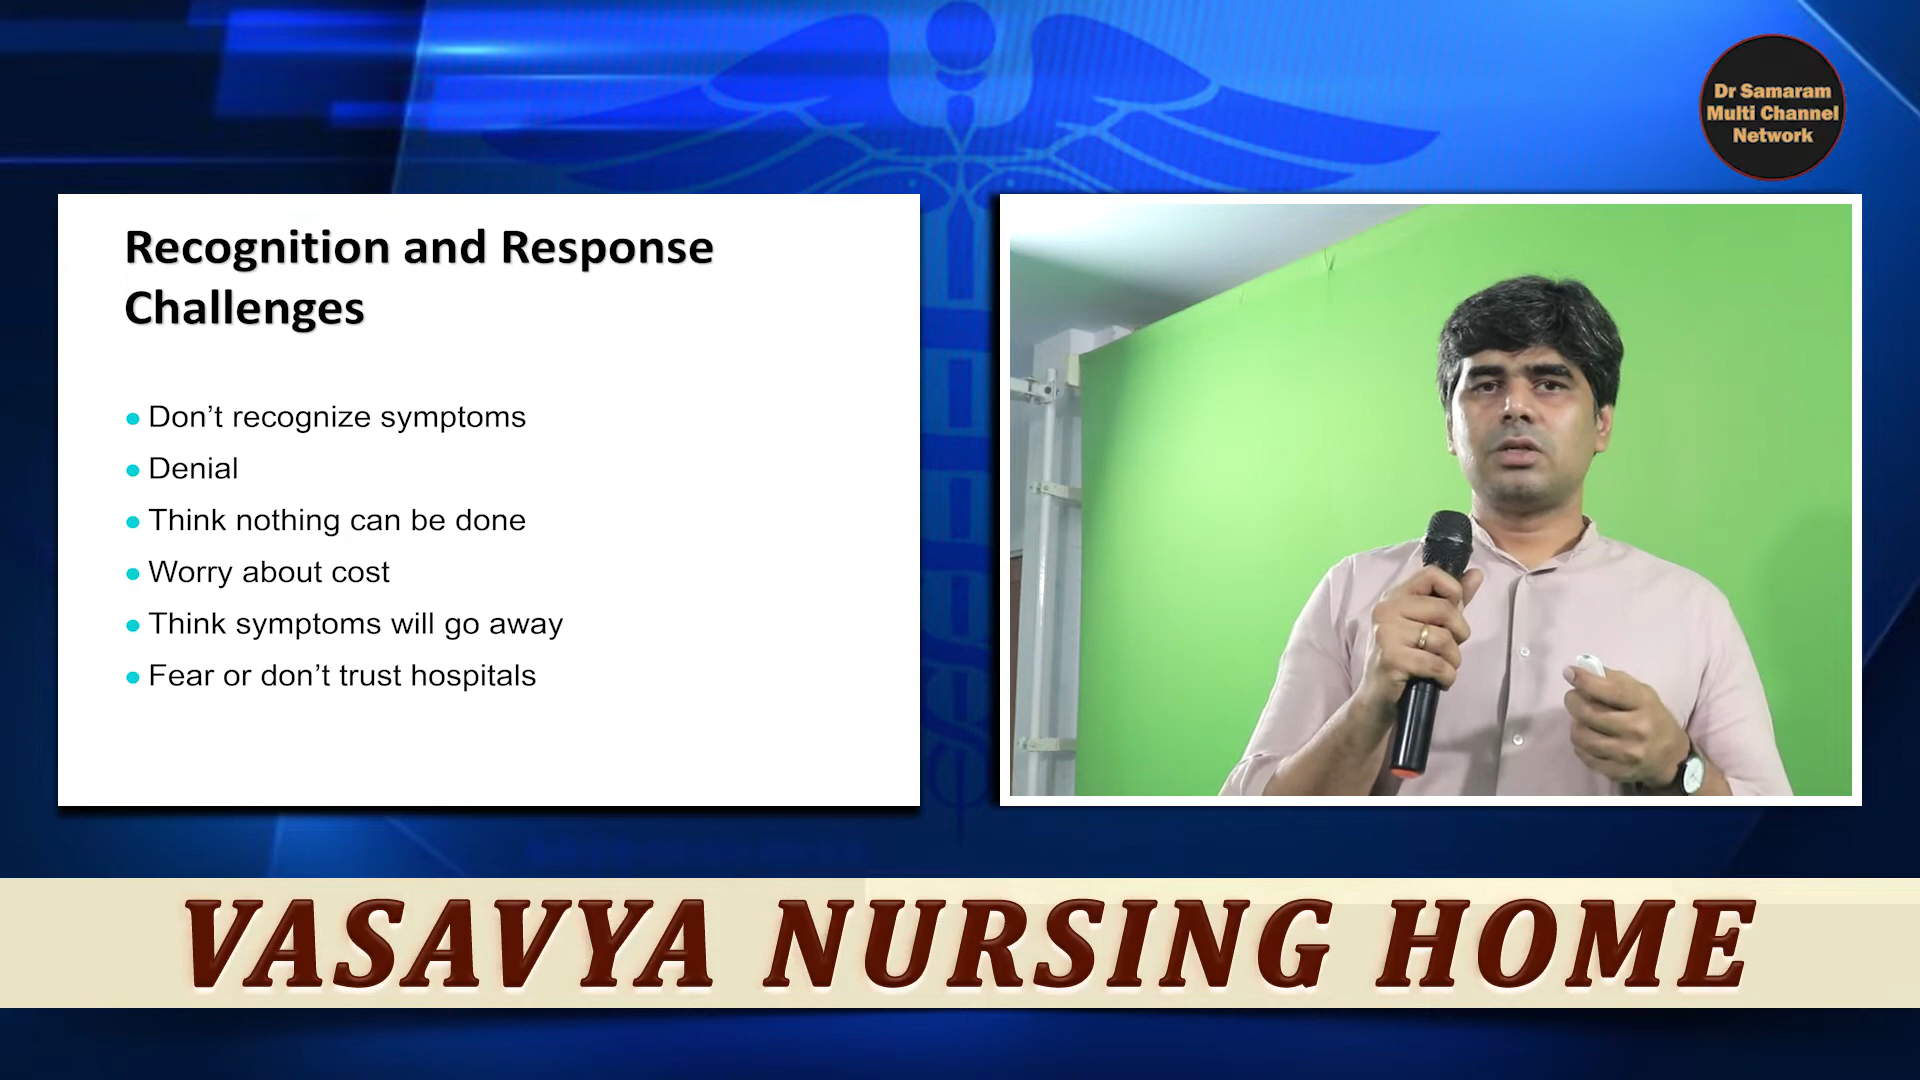 Dr Samaram
Multi Channel
Network
Recognition and Response
Challenges
Don’t recognize symptoms
Denial
Think nothing can be done
Worry about cost
Think symptoms will go away
Fear or don’t trust hospitals
VASAVYA NURSING HOME